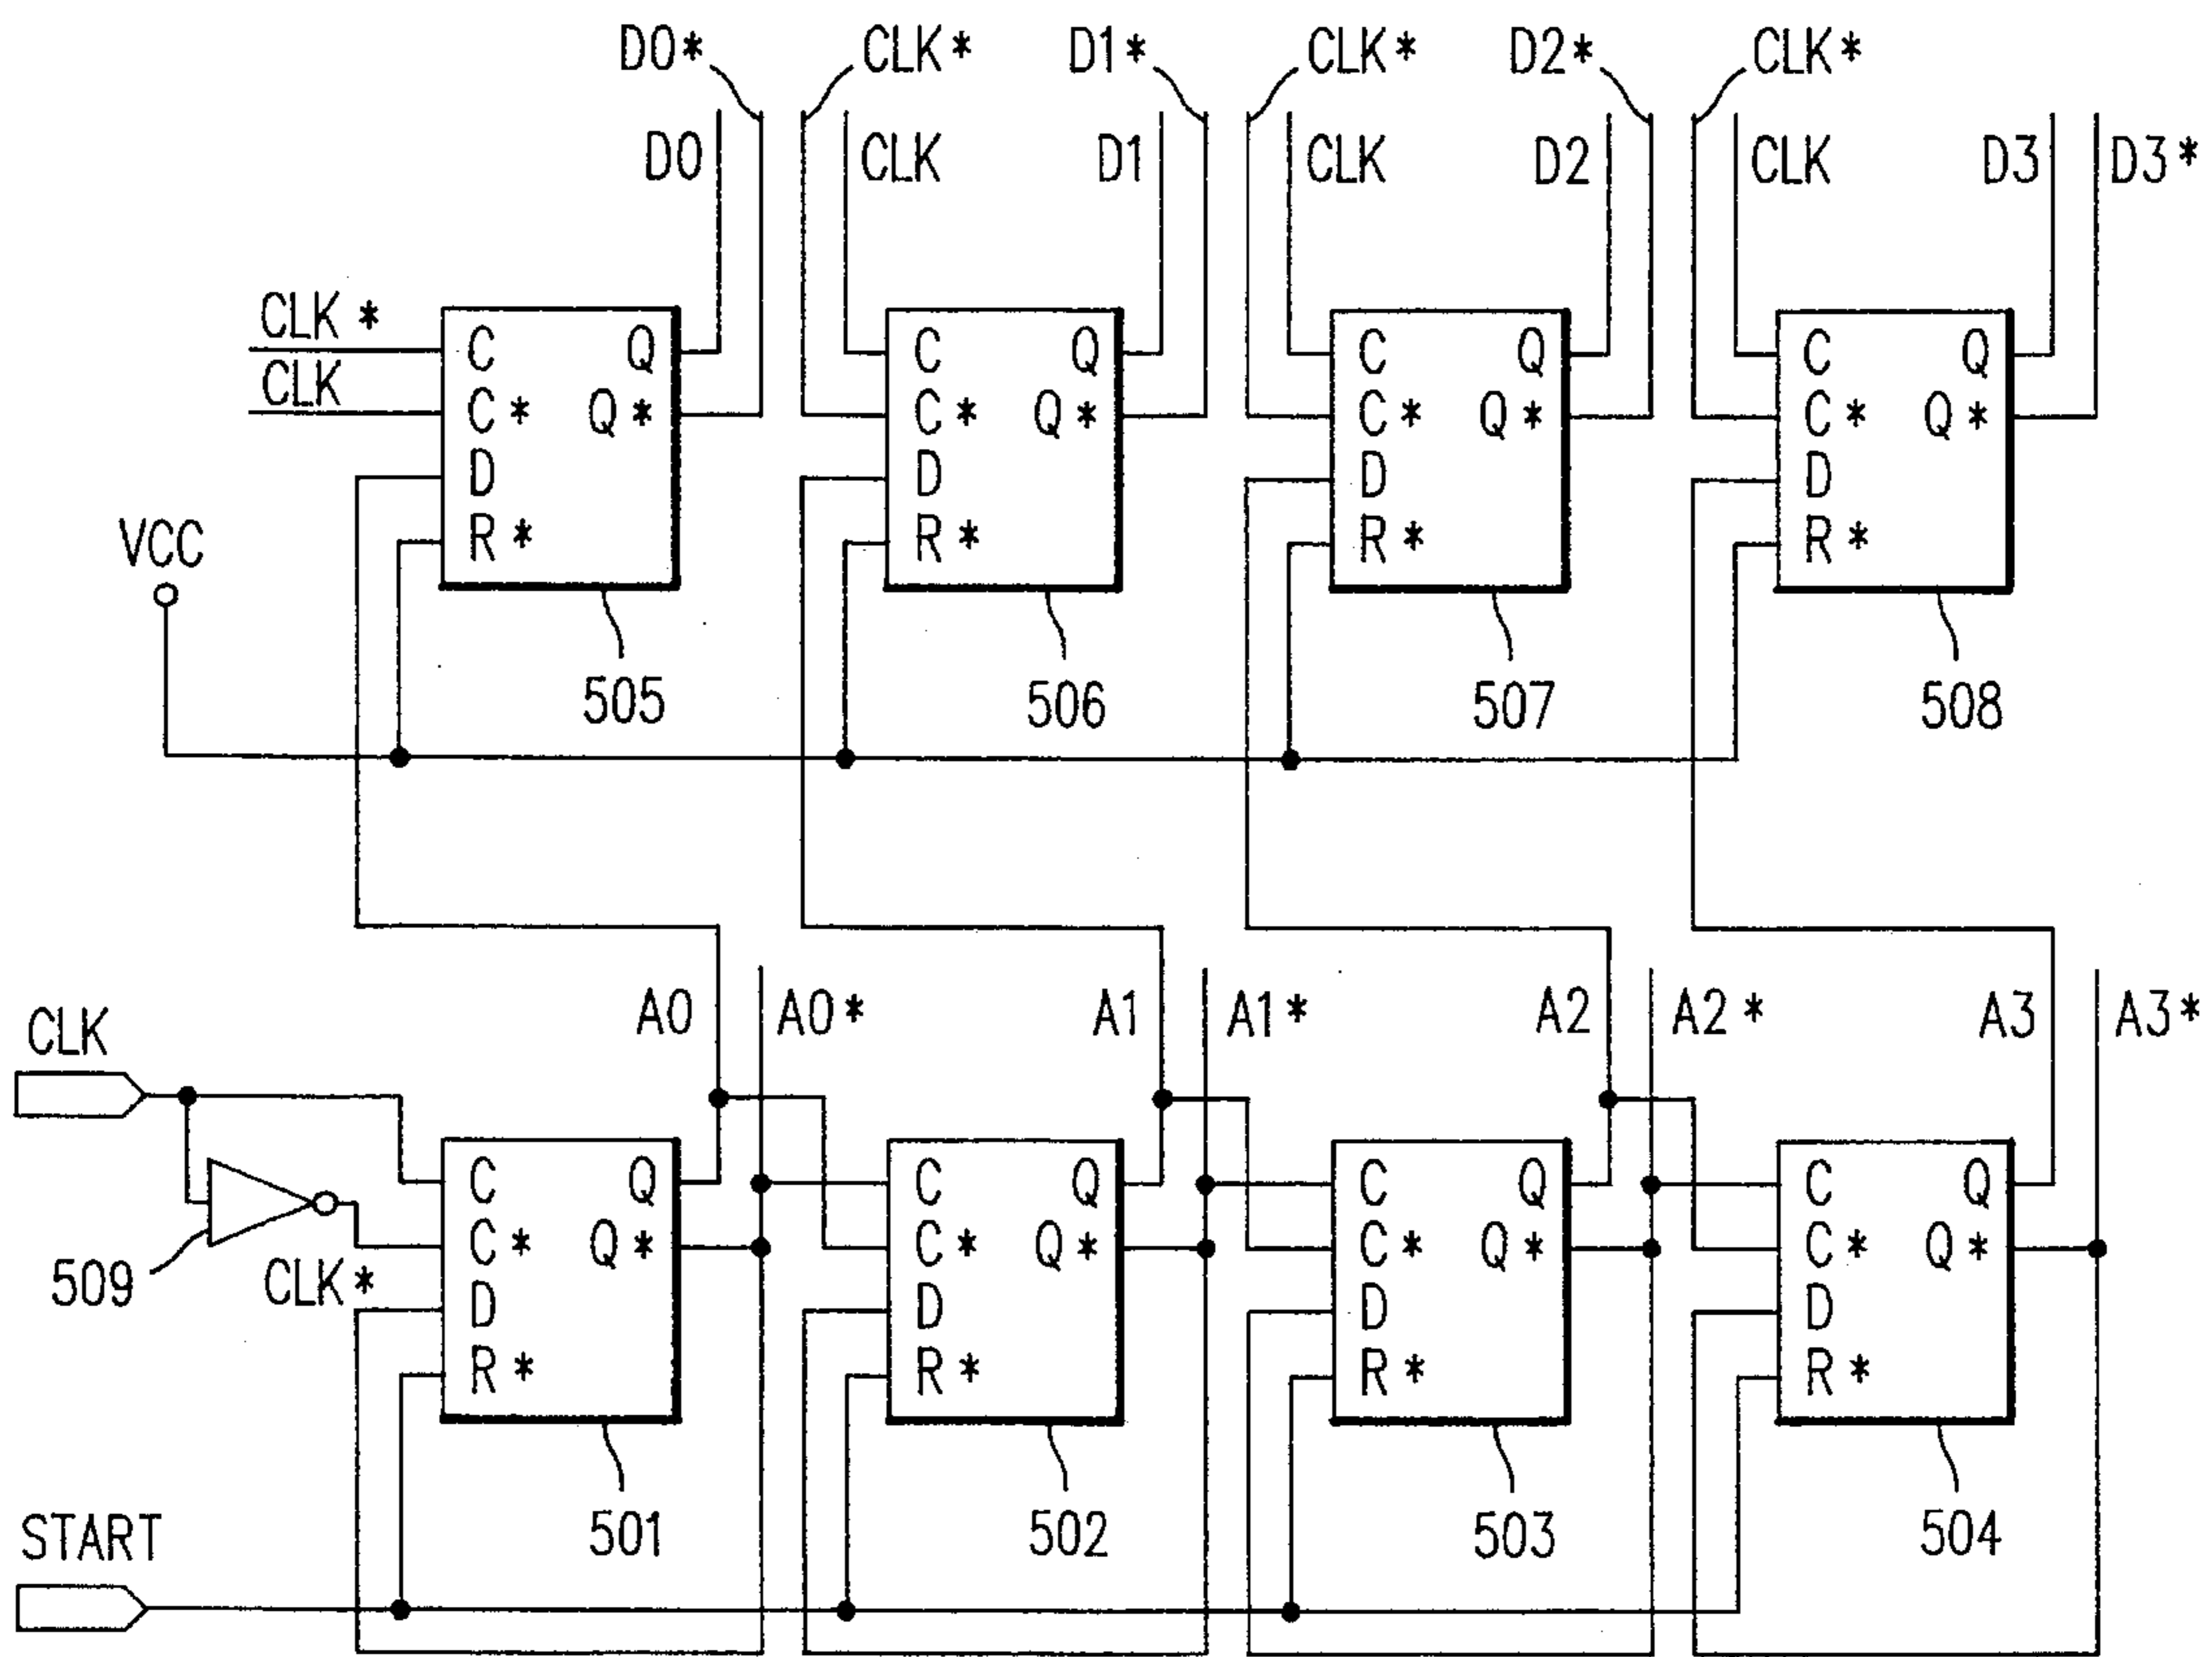 D0* CLK* D1* CLK* D2* CLK*
D0 CLK D1 CLK D2 CLK D3 D3*
CLK*
C Q C Q C Q C Q
CLK
C* Q* C* Q* C* Q* C* Q*
D D D D
VCC R* R* R* R*
505 506 507 508
A0 A0* A1 A1* A2 A2* A3 A3*
CLK
C Q C Q C Q C Q
C* Q* C* Q* C* Q* C* Q*
509 CLK* D D D D
R* R* R* R*
501 502 503 504
START